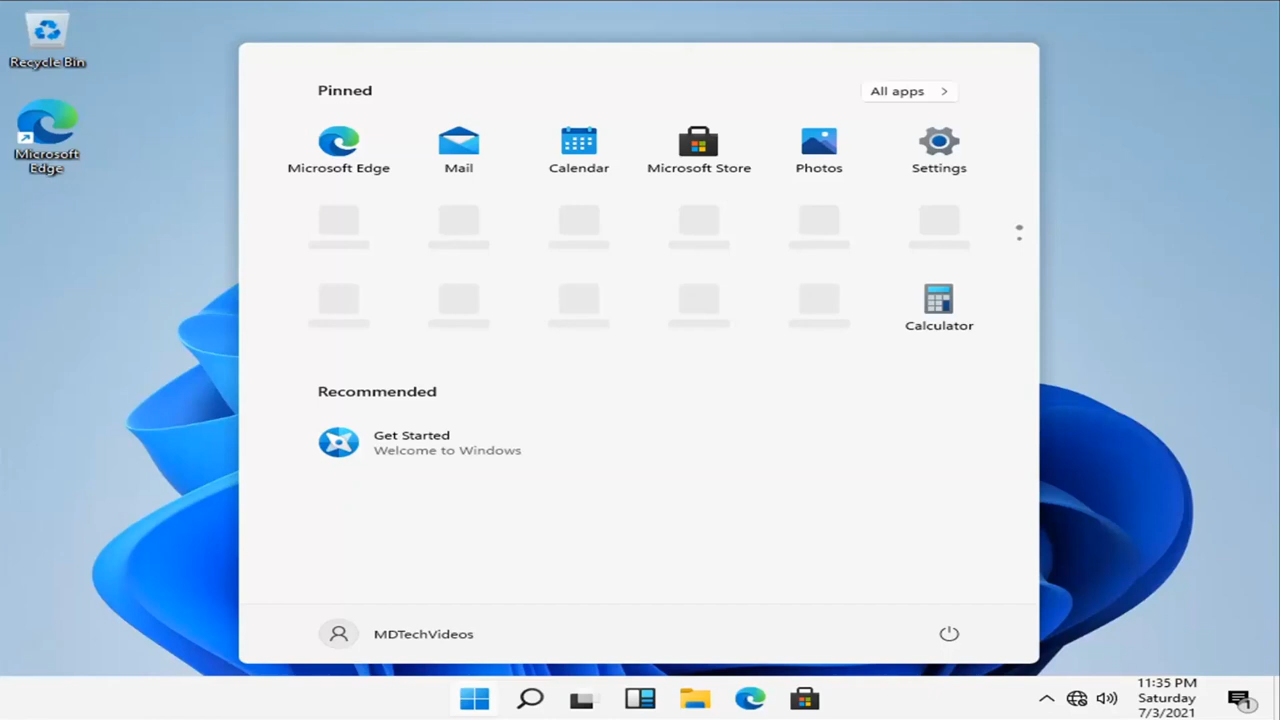 Recycle Bin
Microsoft
Edge
Pinned
All apps
Microsoft Edge
Mail
Calendar
Microsoft Store
Photos
Settings
Calculator
Recommended
Get Started
Welcome to Windows
MDTechVideos
11:35 PM
Saturday
7/3/2021
1